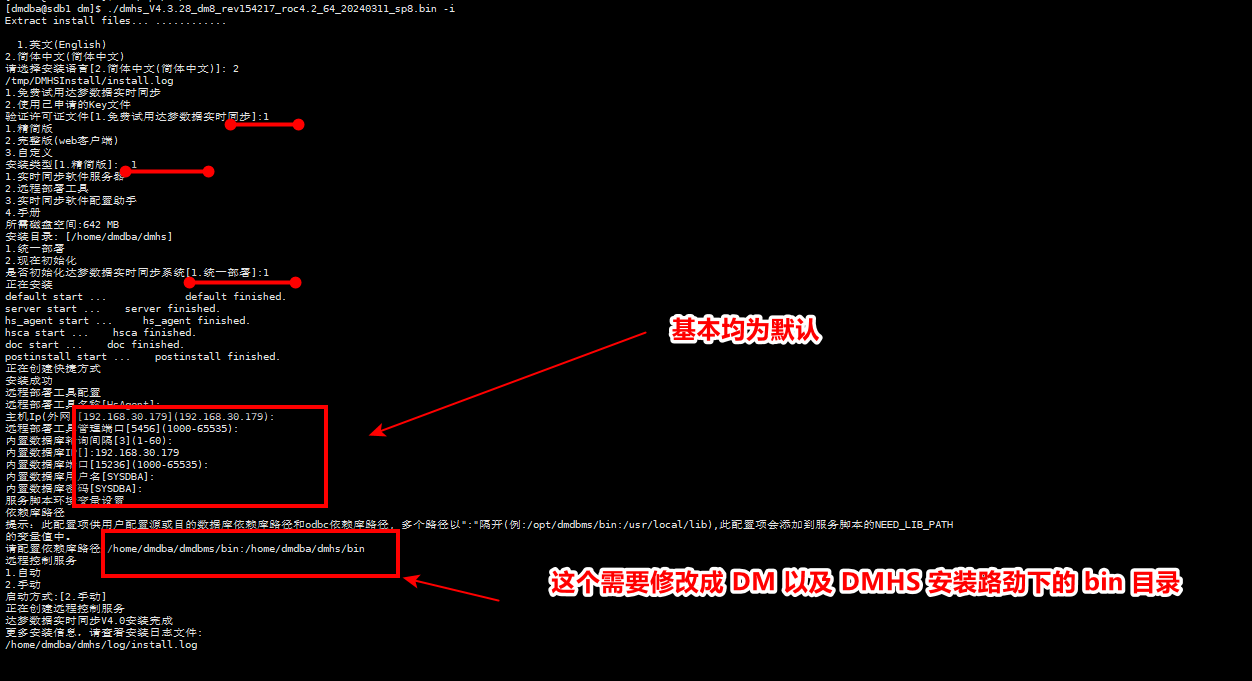 [dmdba@sdb1 dm]$ ./dmhs_V4.3.28_dm8_rev154217_roc4.2_64_20240311_sp8.bin -i
Extract install files... ............
1.英文(English)
2.简体中文(简体中文)
请选择安装语言[2.简体中文(简体中文)]: 2
/tmp/DMHSInstall/install.log
1.免费试用达梦数据实时同步
2.使用已申请的Key文件
验证许可证文件[1.免费试用达梦数据实时同步]:1
1.精简版
2.完整版(web客户端)
3.自定义
安装类型[1.精简版]: 1
1.实时同步软件服务器
2.远程部署工具
3.实时同步软件配置助手
4.手册
所需磁盘空间:642 MB
安装目录: [/home/dmdba/dmhs]
1.统一部署
2.现在初始化
是否初始化达梦数据实时同步系统[1.统一部署]:1
正在安装
default start ... default finished.
server start ... server finished.
hs_agent start ... hs_agent finished.
hsca start ... hsca finished.
doc start ... doc finished.
postinstall start ... postinstall finished.
正在创建快捷方式
安装成功
远程部署工具配置
远程部署工具名称[HsAgent]:
主机Ip(外网)[192.168.30.179](192.168.30.179):
远程部署工具管理端口[5456](1000-65535):
内置数据库轮询间隔[3](1-60):
内置数据库IP[]:192.168.30.179
内置数据库端口[15236](1000-65535):
内置数据库用户名[SYSDBA]:
内置数据库密码[SYSDBA]:
服务脚本环境变量设置
依赖库路径
提示: 此配置项供用户配置源或目的数据库依赖库路径和odbc依赖库路径, 多个路径以":"隔开(例:/opt/dmdbms/bin:/usr/local/lib),此配置项会添加到服务脚本的NEED_LIB_PATH
的变量值中。
请配置依赖库路径:/home/dmdba/dmdbms/bin:/home/dmdba/dmhs/bin
远程控制服务
1.自动
2.手动
启动方式:[2.手动]
正在创建远程控制服务
达梦数据实时同步V4.0安装完成
更多安装信息, 请查看安装日志文件:
/home/dmdba/dmhs/log/install.log
基本均为默认
这个需要修改成 DM 以及 DMHS 安装路劲下的 bin 目录